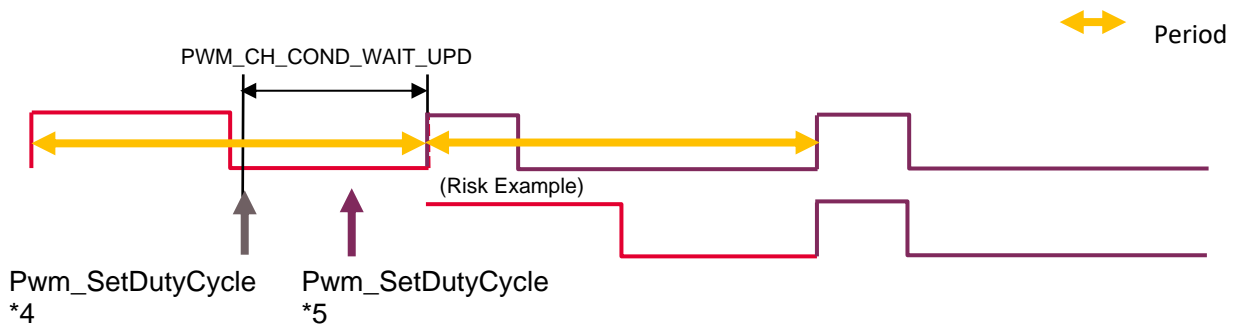 Period
PWM_CH_COND_WAIT_UPD
(Risk Example)
Pwm_SetDutyCycle
*4
Pwm_SetDutyCycle
*5